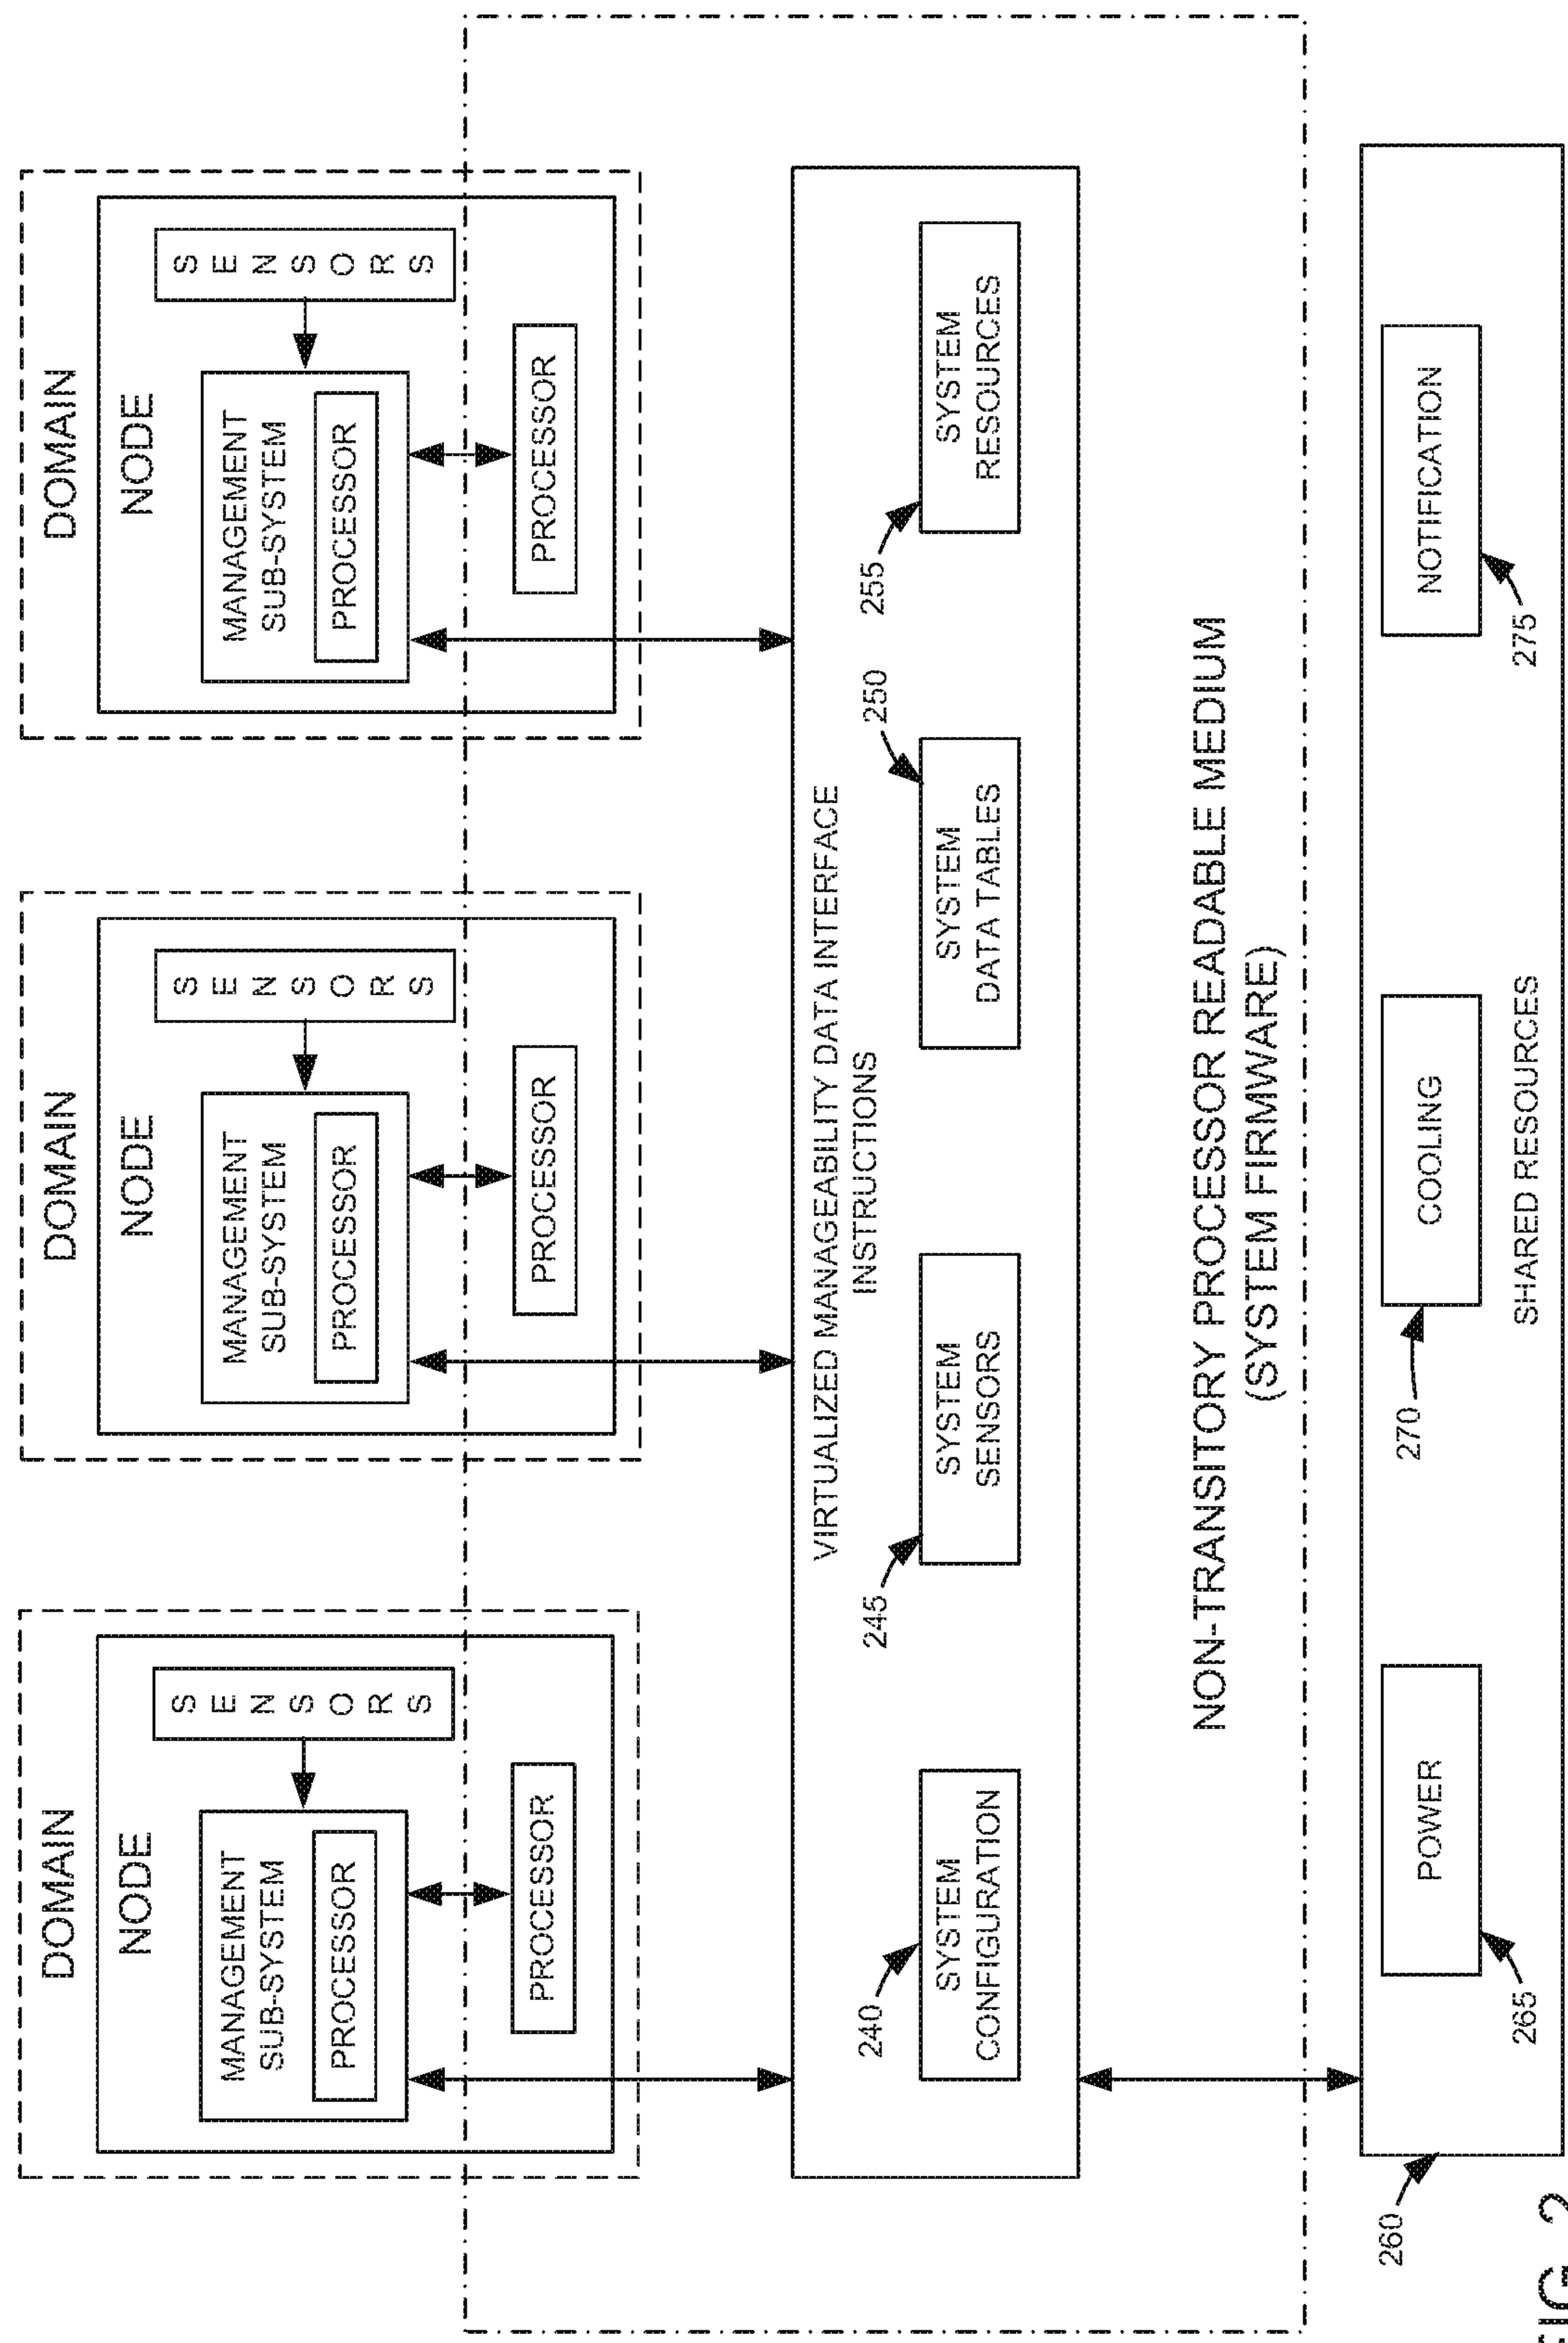 DOMAIN
NODE
MANAGEMENT
SUB-SYSTEM
PROCESSOR
S
E
N
S
O
R
S
PROCESSOR
DOMAIN
NODE
MANAGEMENT
SUB-SYSTEM
PROCESSOR
S
E
N
S
O
R
S
PROCESSOR
DOMAIN
NODE
MANAGEMENT
SUB-SYSTEM
PROCESSOR
S
E
N
S
O
R
S
PROCESSOR
VIRTUALIZED MANAGEABILITY DATA INTERFACE
INSTRUCTIONS
240
SYSTEM
CONFIGURATION
245
SYSTEM
SENSORS
250
SYSTEM
DATA TABLES
255
SYSTEM
RESOURCES
NON-TRANSITORY PROCESSOR READABLE MEDIUM
(SYSTEM FIRMWARE)
260
POWER
265
COOLING
270
NOTIFICATION
275
SHARED RESOURCES
FIG. 2